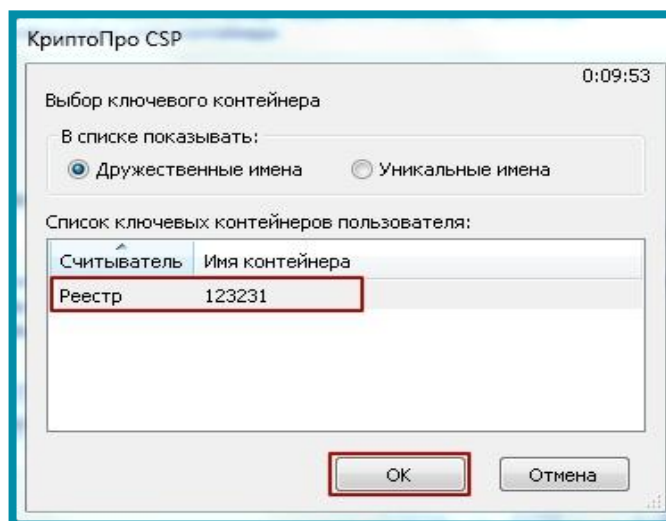 КриптоПро CSP
0:09:53
Выбор ключевого контейнера
В списке показывать:
Дружественные имена Уникальные имена
Список ключевых контейнеров пользователя:
Считыватель Имя контейнера
Реестр 123231
ОК Отмена